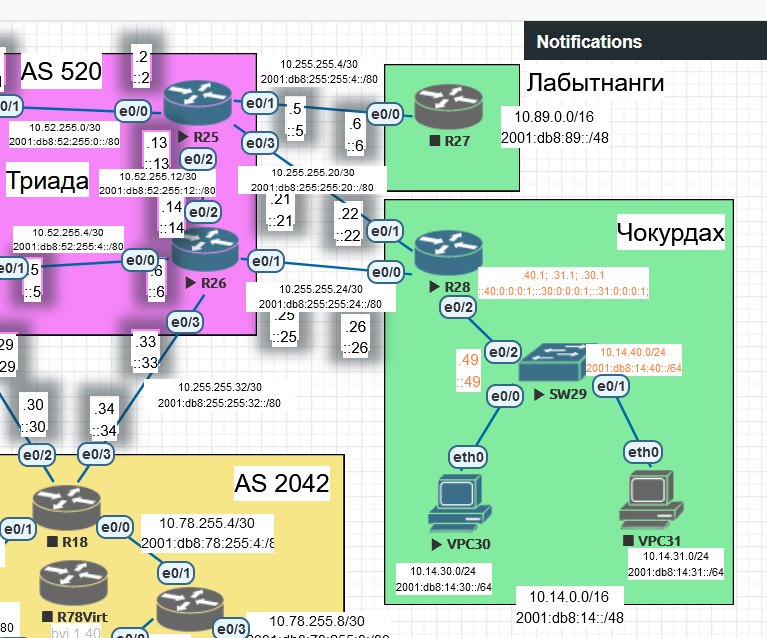 Notifications
AS 520
.2
::2
10.255.255.4/30
2001:db8:255:255:4::/80
Лабытнанги
e0/1
e0/0
e0/1
.5
::5
e0/0
.6
::6
10.89.0.0/16
2001:db8:89::/48
10.52.255.0/30
2001:db8:52:255:0::/80
R25
R27
.13
::13
e0/2
e0/3
Триада
10.52.255.12/30
2001:db8:52:255:12::/80
10.255.255.20/30
2001:db8:255:255:20::/80
.14
::14
e0/2
.21
::21
.22
::22
e0/1
Чокурдах
10.52.255.4/30
2001:db8:52:255:4::/80
e0/1
5
::5
e0/0
.6
::6
e0/1
e0/0
R26
R28
.40.1; .31.1; .30.1
::40:0:0:0:1;::30:0:0:0:1;::31:0:0:0:1;
10.255.255.24/30
2001:db8:255:255:24::/80
e0/2
.25
::25
.26
::26
e0/3
29
29
.33
::33
.49
::49
e0/2
10.14.40.0/24
2001:db8:14:40::/64
SW29
e0/0
e0/1
10.255.255.32/30
2001:db8:255:255:32::/80
.30
::30
.34
::34
e0/2
e0/3
eth0
eth0
AS 2042
R18
e0/1
e0/0
10.78.255.4/30
2001:db8:78:255:4:/8
VPC30
VPC31
10.14.31.0/24
2001:db8:14:31::/64
10.14.30.0/24
2001:db8:14:30::/64
e0/1
10.14.0.0/16
2001:db8:14::/48
R78Virt
10.78.255.8/30
e0/3
80
bvi 1.40